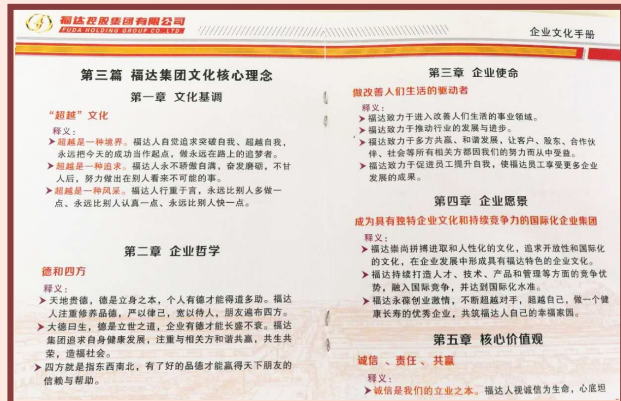 福达控股集团有限公司
FUDA HOLDING GROUP CO.,LTD
企业文化手册
第三篇 福达集团文化核心理念
第一章 文化基调
“超越”文化
释义：
超越是一种境界。福达人自觉追求突破自我、超越自我，
永远把今天的成功当作起点，做永远在路上的追梦者。
超越是一种追求。福达人永不骄傲自满，奋发磨砺，不甘
人后，努力做出在别人看来不可能的事。
超越是一种风采。福达人行重于言，永远比别人多做一
点、永远比别人认真一点、永远比别人快一点。
第二章 企业哲学
德和四方
释义：
天地贵德，德是立身之本，个人有德才能得道多助。福达
人注重修养品德，严以律己，宽以待人，朋友遍布四方。
大德曰生，德是立世之道，企业有德才能长盛不衰。福达
集团追求自身健康发展，注重与相关方和谐共赢，共生共
荣，造福社会。
四方就是指东西南北，有了好的品德才能赢得天下朋友的
信赖与帮助。
第三章 企业使命
做改善人们生活的驱动者
释义：
福达致力于进入改善人们生活的事业领域。
福达致力于推动行业的发展与进步。
福达致力于多方共赢、和谐发展，让客户、股东、合作伙
伴、社会等所有相关方都因我们的努力而从中受益。
福达致力于促进员工提升自我，使福达员工享受更多企业
发展的成果。
第四章 企业愿景
成为具有独特企业文化和持续竞争力的国际化企业集团
释义：
福达崇尚拼搏进取和人性化的文化，追求开放性和国际化
的文化，在企业发展中形成具有福达特色的企业文化。
福达持续打造人才、技术、产品和管理等方面的竞争优
势，融入国际竞争，并达到国际化水准。
福达永葆创业激情，不断超越对手，超越自己，做一个健
康长寿的优秀企业，共筑福达人自己的幸福家园。
第五章 核心价值观
诚信 、责任 、共赢
释义：
诚信是我们的立业之本。福达人视诚信为生命，心底坦